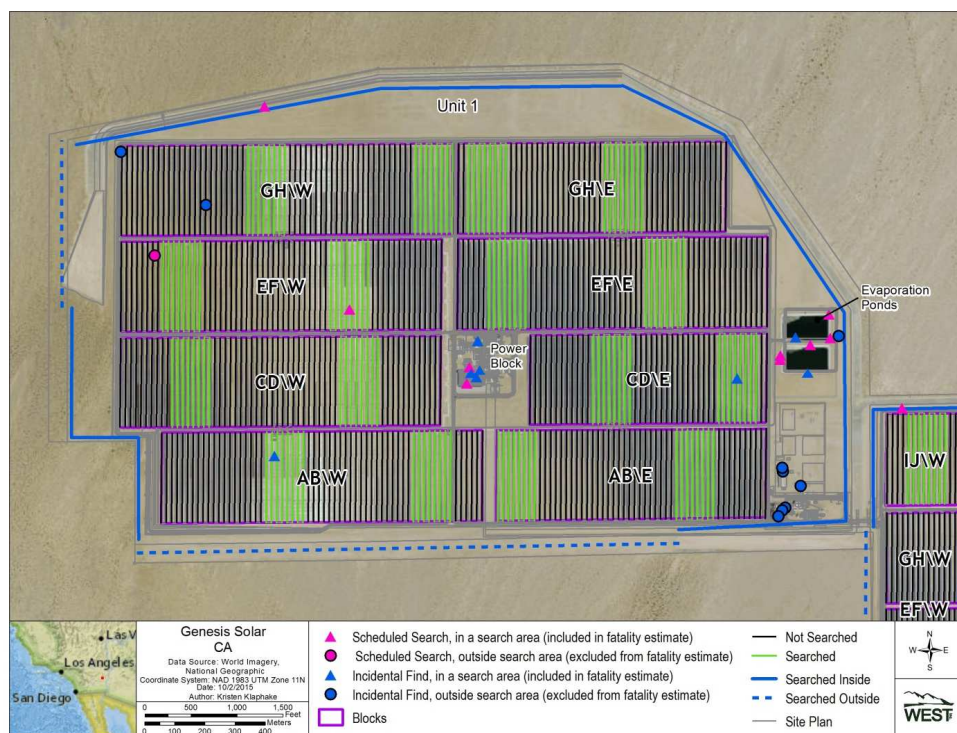 Unit 1
GH\W
GH\E
EF\W
EF\E
Evaporation
Ponds
Power
Block
CD\W
CD\E
IJ\W
AB\W
AB\E
GH\W
EF\W
Las V
Los Angeles
San Diego
Genesis Solar
CA
Data Source: World Imagery,
National Geographic
Coordinate System: NAD 1983 UTM Zone 11N
Date: 10/2/2015
Author: Kristen Klaphake
0 500 1,000 1,500
Feet
Meters
0 100 200 300 400
Scheduled Search, in a search area (included in fatality estimate)
Scheduled Search, outside search area (excluded from fatality estimate)
Incidental Find, in a search area (included in fatality estimate)
Incidental Find, outside search area (excluded from fatality estimate)
Blocks
Not Searched
Searched
Searched Inside
Searched Outside
Site Plan
N
W E
S
WEST